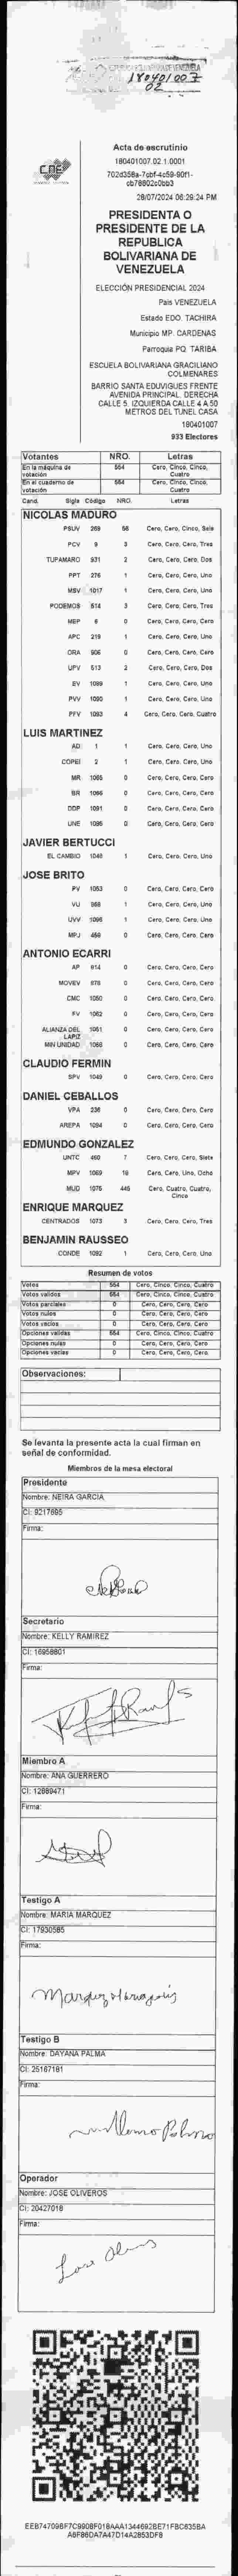 180401007
02
CNE
Acta de escrutinio
180401007.02.1.0001
702d358a-7cbf-4c59-90f1-
cb78802c0bb3
28/07/2024 06:29:24 PM
PRESIDENTA O
PRESIDENTE DE LA
REPUBLICA
BOLIVARIANA DE
VENEZUELA
ELECCIÓN PRESIDENCIAL 2024
País VENEZUELA
Estado EDO. TACHIRA
Municipio MP. CARDENAS
Parroquia PQ. TARIBA
ESCUELA BOLIVARIANA GRACILIANO
COLMENARES
BARRIO SANTA EDUVIGUES FRENTE
AVENIDA PRINCIPAL. DERECHA
CALLE 5. IZQUIERDA CALLE 4 A 50
METROS DEL TUNEL CASA
180401007
933 Electores
Votantes NRO. Letras
En la máquina de votación 554 Cero, Cinco, Cinco, Cuatro
En el cuaderno de votación 554 Cero, Cinco, Cinco, Cuatro
Cand. Sigla Código NRO. Letras
NICOLAS MADURO
PSUV 269 56 Cero, Cero, Cinco, Seis
PCV 9 3 Cero, Cero, Cero, Tres
TUPAMARO 931 2 Cero, Cero, Cero, Dos
PPT 276 1 Cero, Cero, Cero, Uno
MSV 1017 1 Cero, Cero, Cero, Uno
PODEMOS 614 3 Cero, Cero, Cero, Tres
MEP 6 0 Cero, Cero, Cero, Cero
APC 219 1 Cero, Cero, Cero, Uno
ORA 906 0 Cero, Cero, Cero, Cero
UPV 513 2 Cero, Cero, Cero, Dos
EV 1089 1 Cero, Cero, Cero, Uno
PVV 1090 1 Cero, Cero, Cero, Uno
PFV 1093 4 Cero, Cero, Cero, Cuatro
LUIS MARTINEZ
AD 1 1 Cero, Cero, Cero, Uno
COPEI 2 1 Cero, Cero, Cero, Uno
MR 1065 0 Cero, Cero, Cero, Cero
BR 1066 0 Cero, Cero, Cero, Cero
DDP 1091 0 Cero, Cero, Cero, Cero
UNE 1095 0 Cero, Cero, Cero, Cero
JAVIER BERTUCCI
EL CAMBIO 1048 1 Cero, Cero, Cero, Uno
JOSE BRITO
PV 1053 0 Cero, Cero, Cero, Cero
VU 968 1 Cero, Cero, Cero, Uno
UVV 1096 1 Cero, Cero, Cero, Uno
MPJ 459 0 Cero, Cero, Cero, Cero
ANTONIO ECARRI
AP 914 0 Cero, Cero, Cero, Cero
MOVEV 978 0 Cero, Cero, Cero, Cero
CMC 1050 0 Cero, Cero, Cero, Cero
FV 1062 0 Cero, Cero, Cero, Cero
ALIANZA DEL LAPIZ 1051 0 Cero, Cero, Cero, Cero
MIN UNIDAD 1068 0 Cero, Cero, Cero, Cero
CLAUDIO FERMIN
SPV 1049 0 Cero, Cero, Cero, Cero
DANIEL CEBALLOS
VPA 236 0 Cero, Cero, Cero, Cero
AREPA 1094 0 Cero, Cero, Cero, Cero
EDMUNDO GONZALEZ
UNTC 460 7 Cero, Cero, Cero, Siete
MPV 1069 18 Cero, Cero, Uno, Ocho
MUD 1075 445 Cero, Cuatro, Cuatro, Cinco
ENRIQUE MARQUEZ
CENTRADOS 1073 3 Cero, Cero, Cero, Tres
BENJAMIN RAUSSEO
CONDE 1092 1 Cero, Cero, Cero, Uno
Resumen de votos
Votos 554 Cero, Cinco, Cinco, Cuatro
Votos validos 554 Cero, Cinco, Cinco, Cuatro
Votos parciales 0 Cero, Cero, Cero, Cero
Votos nulos 0 Cero, Cero, Cero, Cero
Votos vacíos 0 Cero, Cero, Cero, Cero
Opciones validas 554 Cero, Cinco, Cinco, Cuatro
Opciones nulas 0 Cero, Cero, Cero, Cero
Opciones vacías 0 Cero, Cero, Cero, Cero
Observaciones:
Se levanta la presente acta la cual firman en
señal de conformidad.
Miembros de la mesa electoral
Presidente
Nombre: NEIRA GARCIA
CI: 9217695
Firma:
Secretario
Nombre: KELLY RAMIREZ
CI: 16958801
Firma:
Miembro A
Nombre: ANA GUERRERO
CI: 12889471
Firma:
Testigo A
Nombre: MARIA MARQUEZ
CI: 17930585
Firma:
Testigo B
Nombre: DAYANA PALMA
CI: 25167181
Firma:
Operador
Nombre: JOSE OLIVEROS
CI: 20427018
Firma: